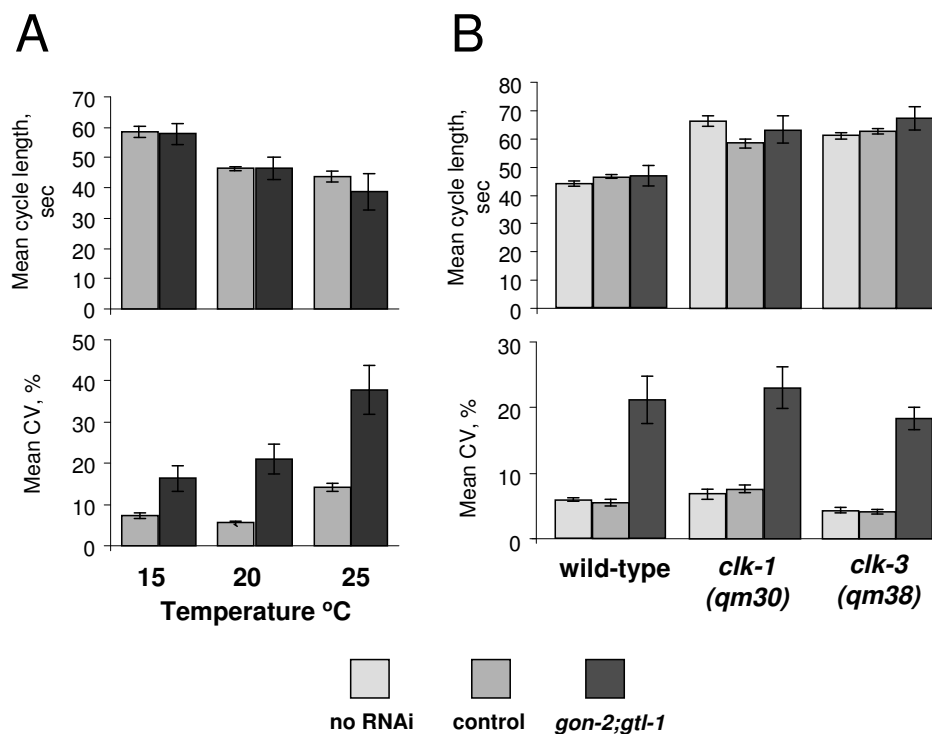 A
Mean cycle length,
sec
70
60
50
40
30
20
10
0
Mean CV, %
50
40
30
20
10
0
15 20 25
Temperature ºC
B
Mean cycle length,
sec
80
70
60
50
40
30
20
10
0
Mean CV, %
30
20
10
0
wild-type clk-1 clk-3
(qm30) (qm38)
no RNAi control gon-2;gtl-1